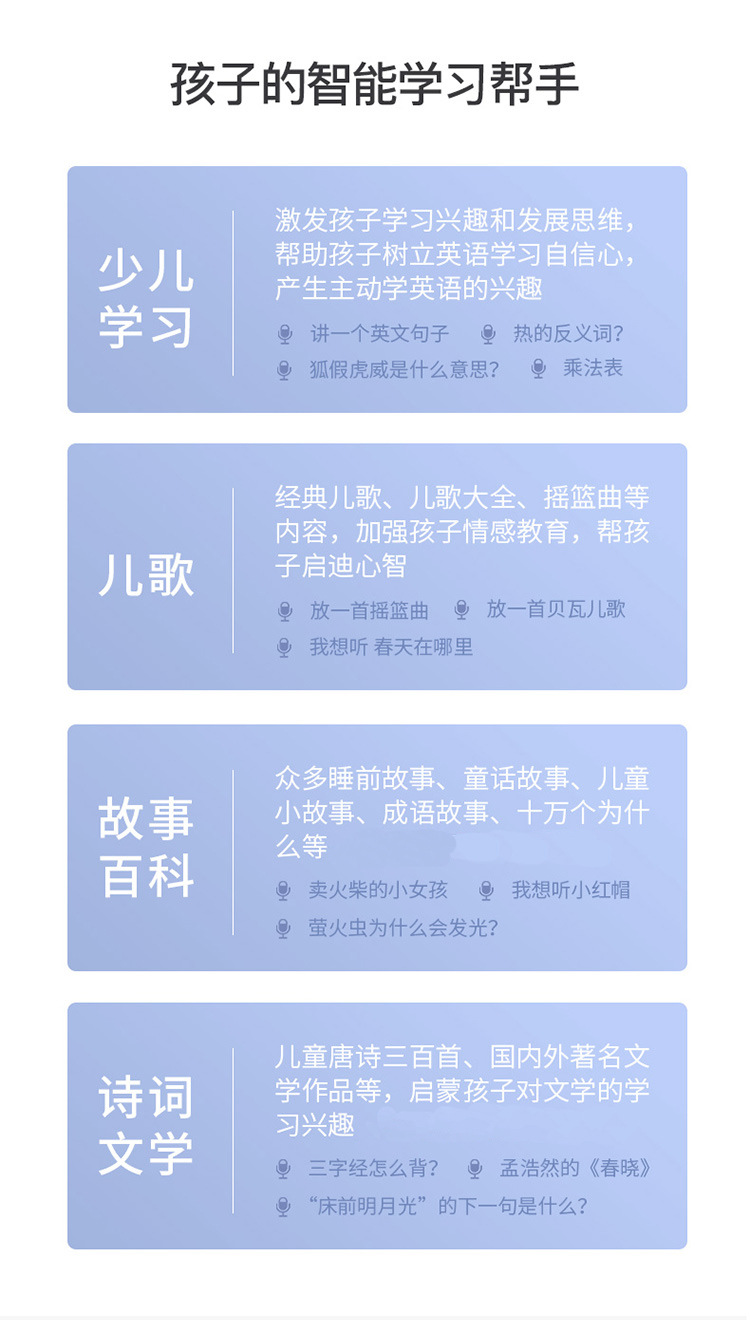 孩子的智能学习帮手
少儿
学习
激发孩子学习兴趣和发展思维，
帮助孩子树立英语学习自信心，
产生主动学英语的兴趣
讲一个英文句子 热的反义词？
狐假虎威是什么意思？ 乘法表
儿歌
经典儿歌、儿歌大全、摇篮曲等
内容，加强孩子情感教育，帮孩
子启迪心智
放一首摇篮曲 放一首贝瓦儿歌
我想听 春天在哪里
故事
百科
众多睡前故事、童话故事、儿童
小故事、成语故事、十万个为什
么等
卖火柴的小女孩 我想听小红帽
萤火虫为什么会发光？
诗词
文学
儿童唐诗三百首、国内外著名文
学作品等，启蒙孩子对文学的学
习兴趣
三字经怎么背？ 孟浩然的《春晓》
“床前明月光”的下一句是什么？